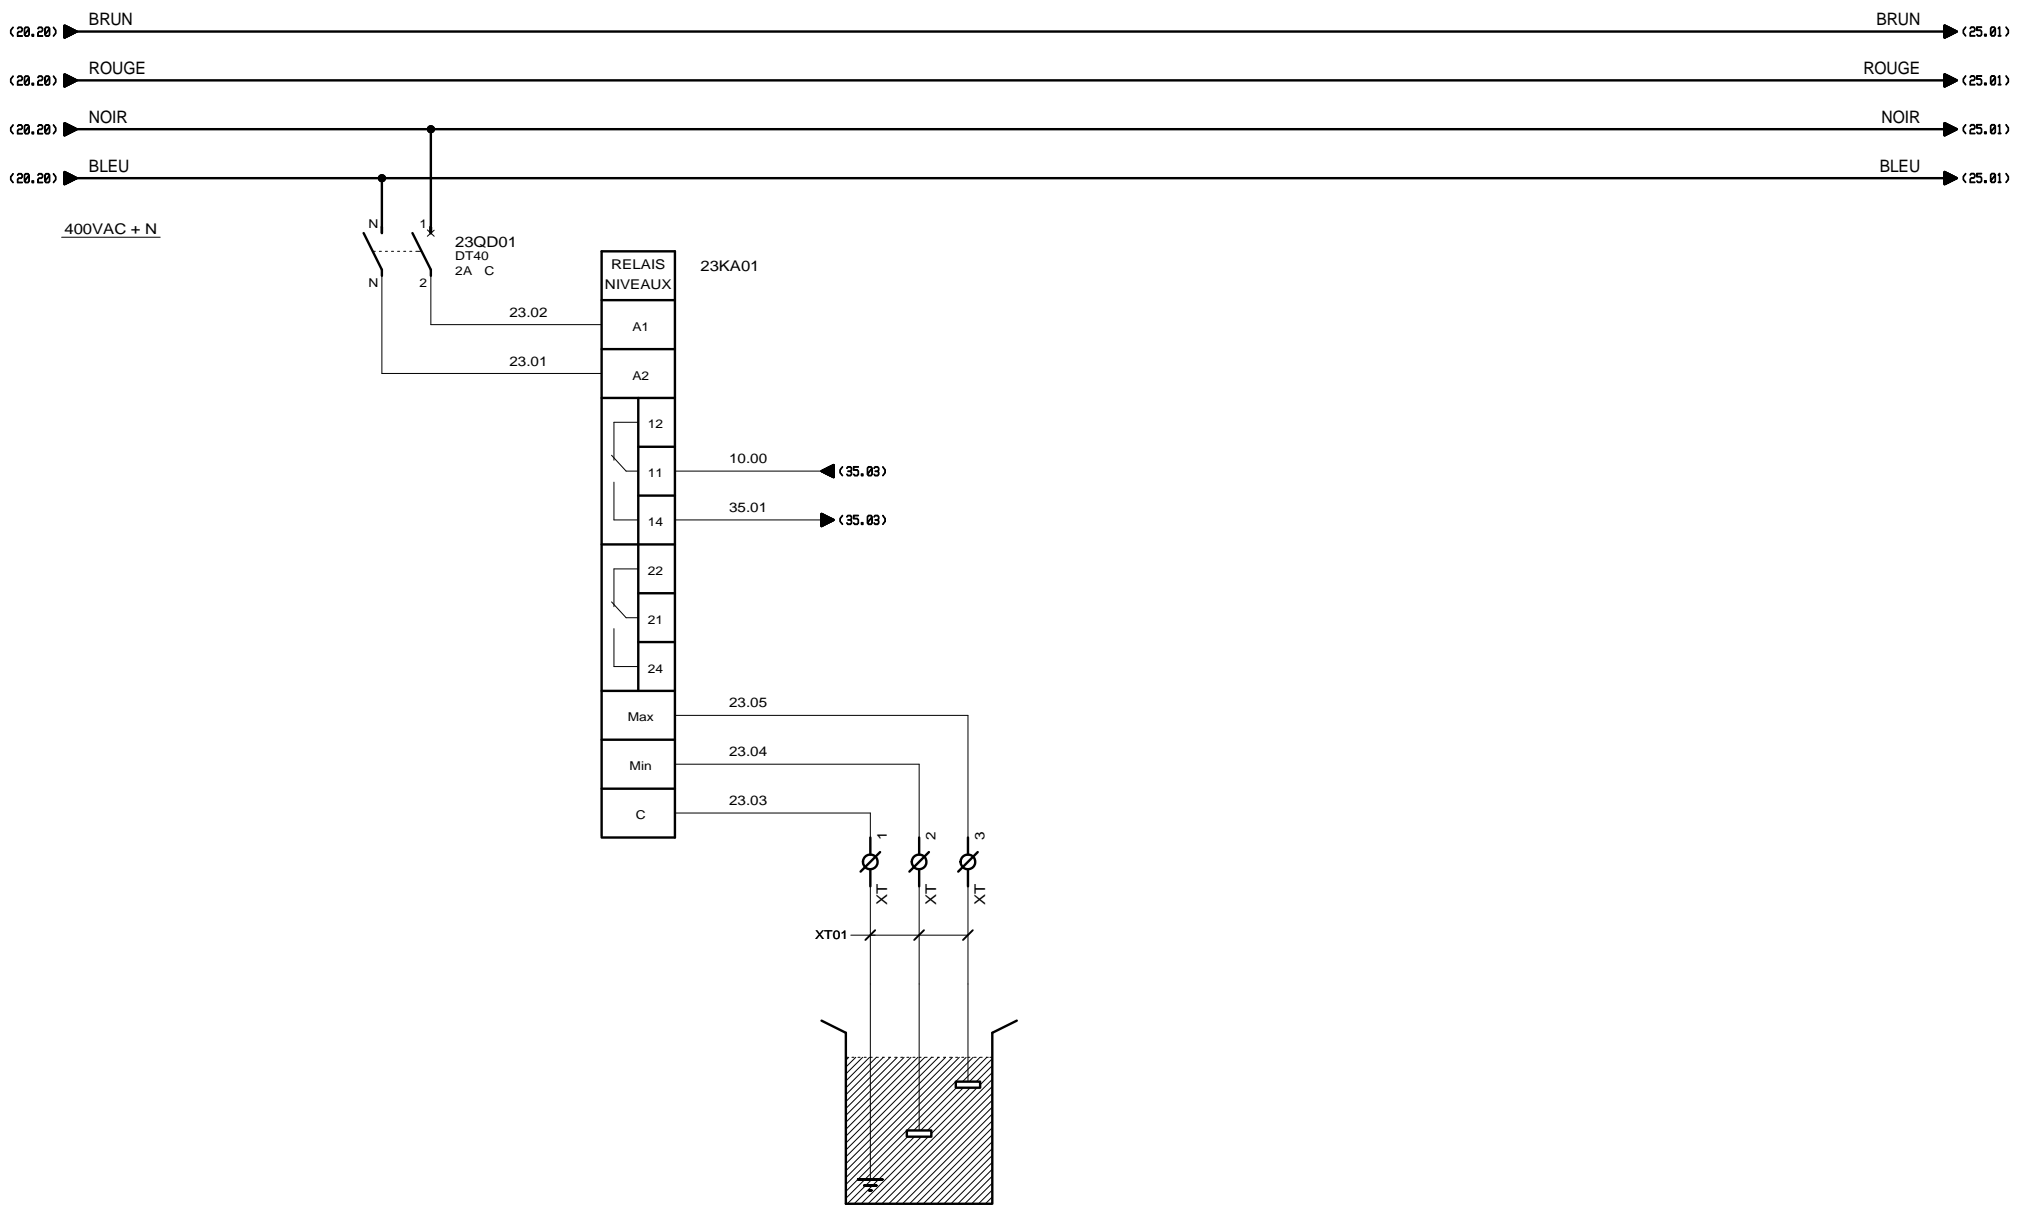 BRUN BRUN
(20.20) (25.01)
ROUGE ROUGE
(20.20) (25.01)
NOIR NOIR
(20.20) (25.01)
BLEU BLEU
(20.20) (25.01)
400VAC + N
N 1
23QD01
DT40
2A C
N 2
RELAIS
NIVEAUX
23KA01
23.02
A1
23.01
A2
12
10.00
11 (35.03)
35.01
14 (35.03)
22
21
24
23.05
Max
23.04
Min
23.03
C
1 2 3
XT XT XT
XT01